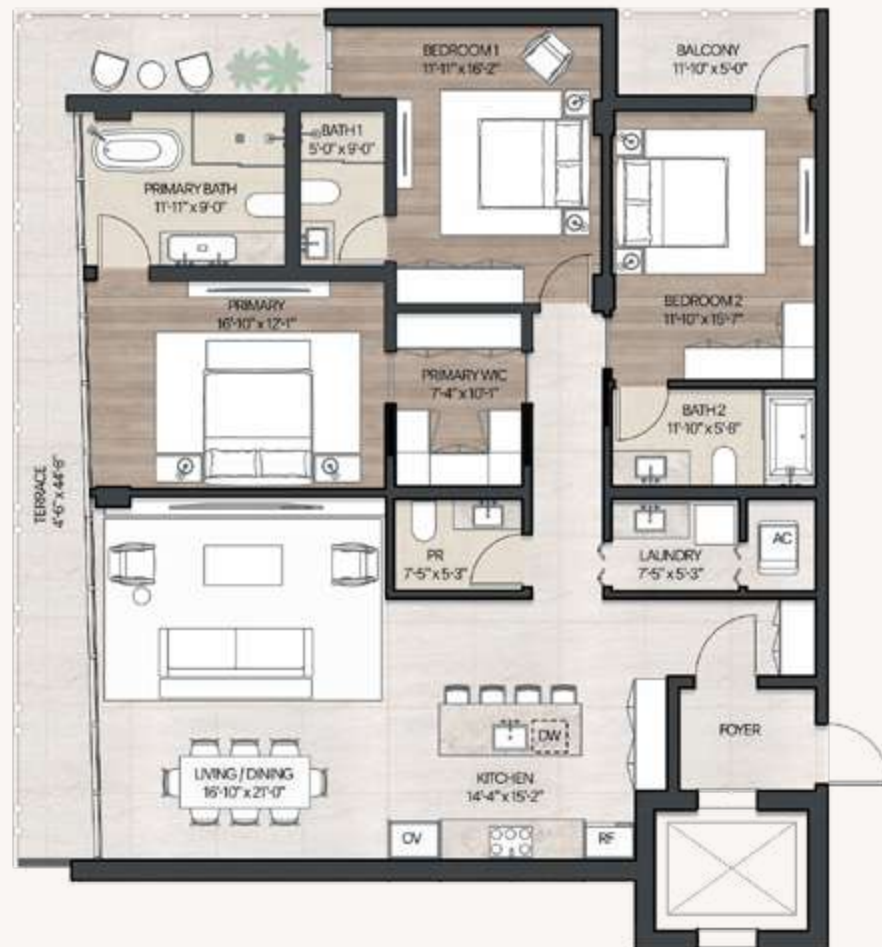 BEDROOM 1
11'-11" x 16'-2"
BALCONY
11'-10" x 5'-0"
BATH 1
5'-0" x 9'-0"
PRIMARY BATH
11'-11" x 9'-0"
PRIMARY
16'-10" x 12'-1"
BEDROOM 2
11'-10" x 15'-7"
PRIMARY WIC
7'-4" x 10'-1"
BATH 2
11'-10" x 5'-8"
TERRACE
4'-6" x 44'-8"
PR
7'-5" x 5'-3"
LAUNDRY
7'-5" x 5'-3"
AC
FOYER
DW
LIVING / DINING
16'-10" x 21'-0"
KITCHEN
14'-4" x 15'-2"
OV
RF